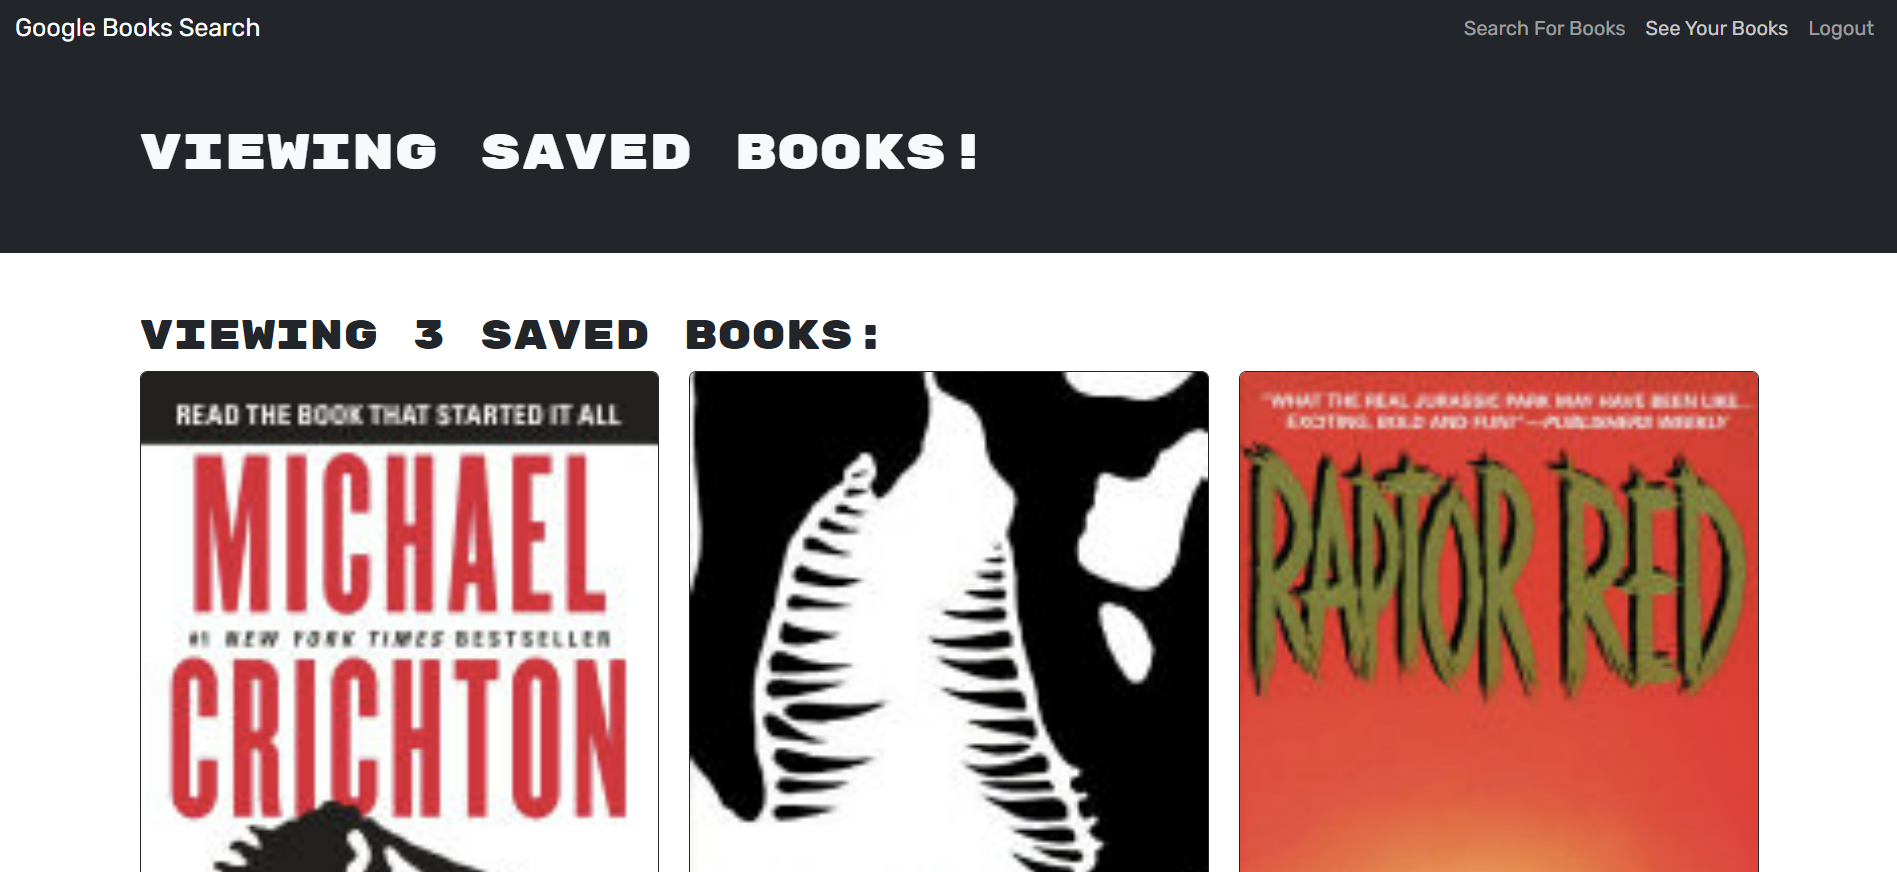 Google Books Search
Search For Books See Your Books Logout
VIEWING SAVED BOOKS!
VIEWING 3 SAVED BOOKS:
READ THE BOOK THAT STARTED IT ALL
MICHAEL
#1 NEW YORK TIMES BESTSELLER
CRICHTON
"WHAT THE REAL JURASSIC PARK MAY HAVE BEEN LIKE...
EXCITING, BOLD AND FUN!"—PUBLISHERS WEEKLY
RAPTOR RED